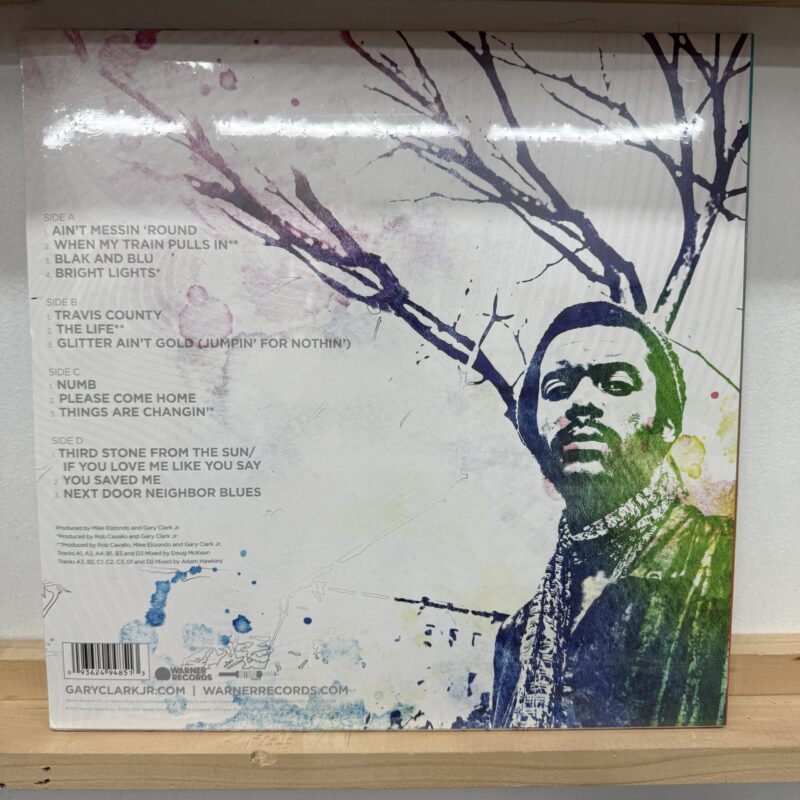 SIDE A
1. AIN'T MESSIN 'ROUND
2. WHEN MY TRAIN PULLS IN**
3. BLAK AND BLU
4. BRIGHT LIGHTS*
SIDE B
1. TRAVIS COUNTY
2. THE LIFE**
3. GLITTER AIN'T GOLD (JUMPIN' FOR NOTHIN')
SIDE C
1. NUMB
2. PLEASE COME HOME
3. THINGS ARE CHANGIN'*
SIDE D
1. THIRD STONE FROM THE SUN/
IF YOU LOVE ME LIKE YOU SAY
2. YOU SAVED ME
3. NEXT DOOR NEIGHBOR BLUES
Produced by Mike Elizondo and Gary Clark Jr.
*Produced by Rob Cavallo and Gary Clark Jr.
**Produced by Rob Cavallo, Mike Elizondo and Gary Clark Jr.
Tracks A1, A2, A4, B1, B3 and D3 Mixed by Doug McKean
Tracks A3, B2, C1, C2, C3, D1 and D2 Mixed by Adam Hawkins
0 93624 94851 3
WARNER
RECORDS
GARYCLARKJR.COM | WARNERRECORDS.COM